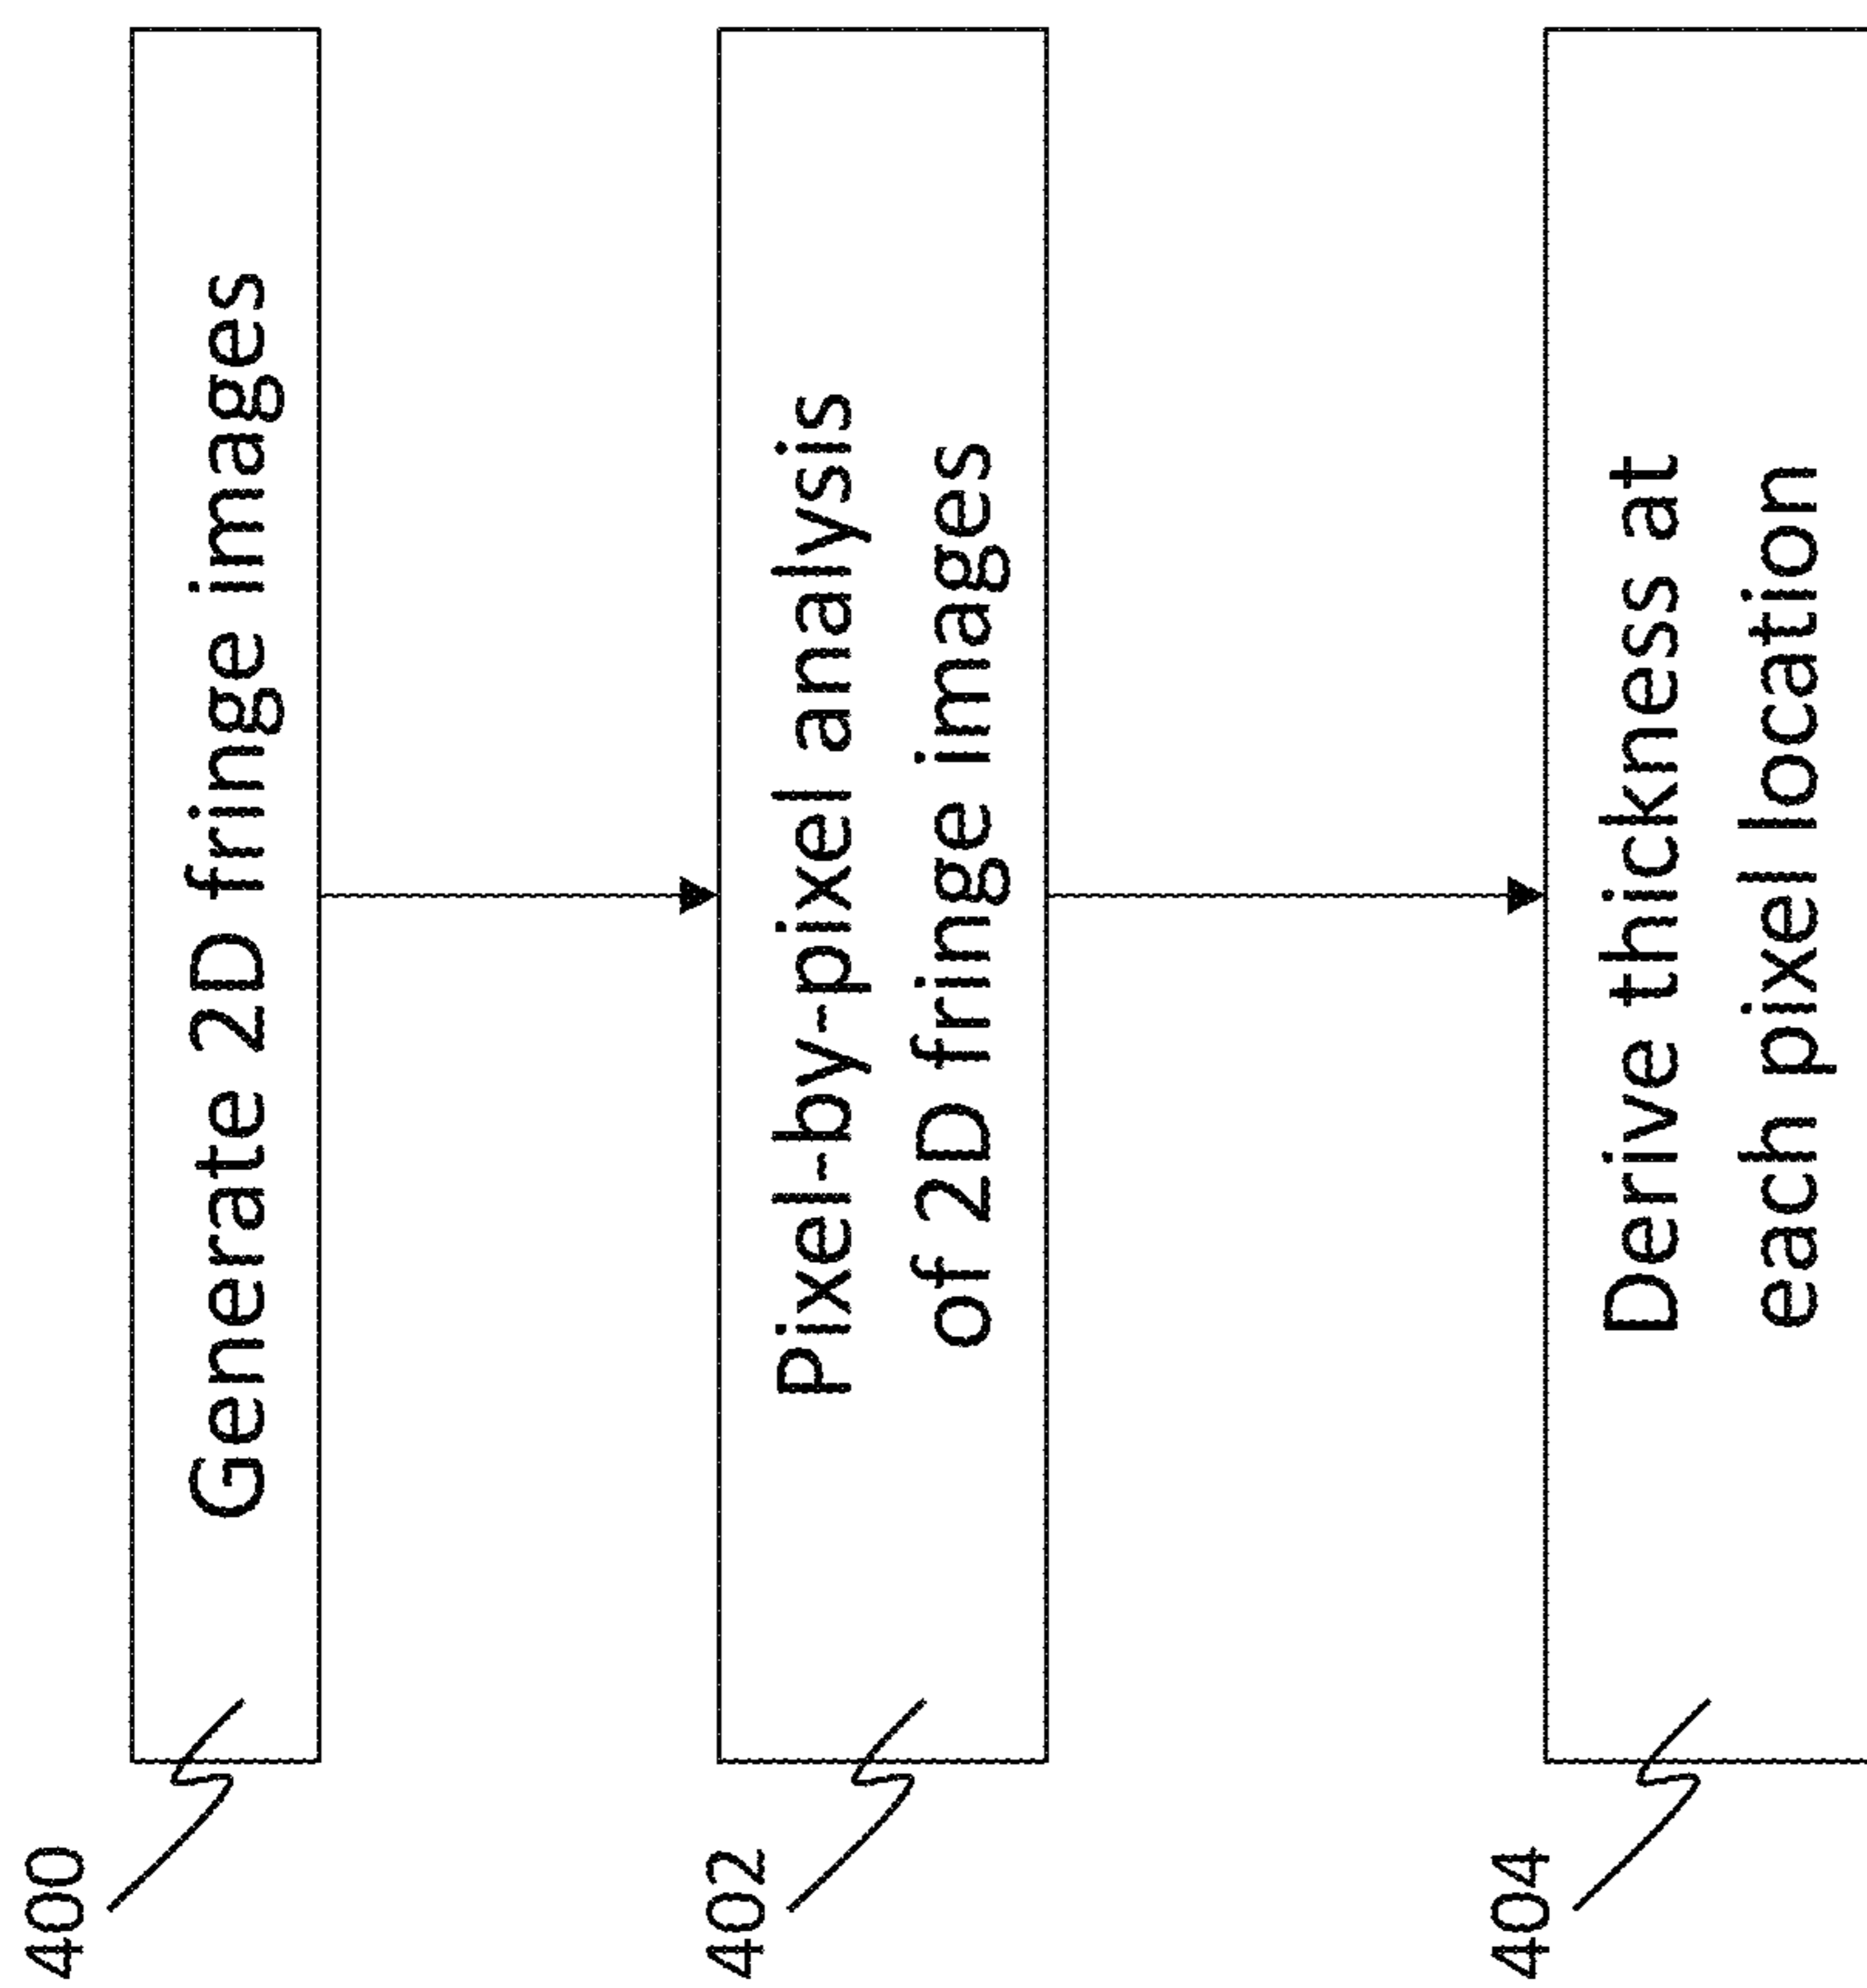 400
Generate 2D fringe images
402
Pixel-by-pixel analysis
of 2D fringe images
404
Derive thickness at
each pixel location